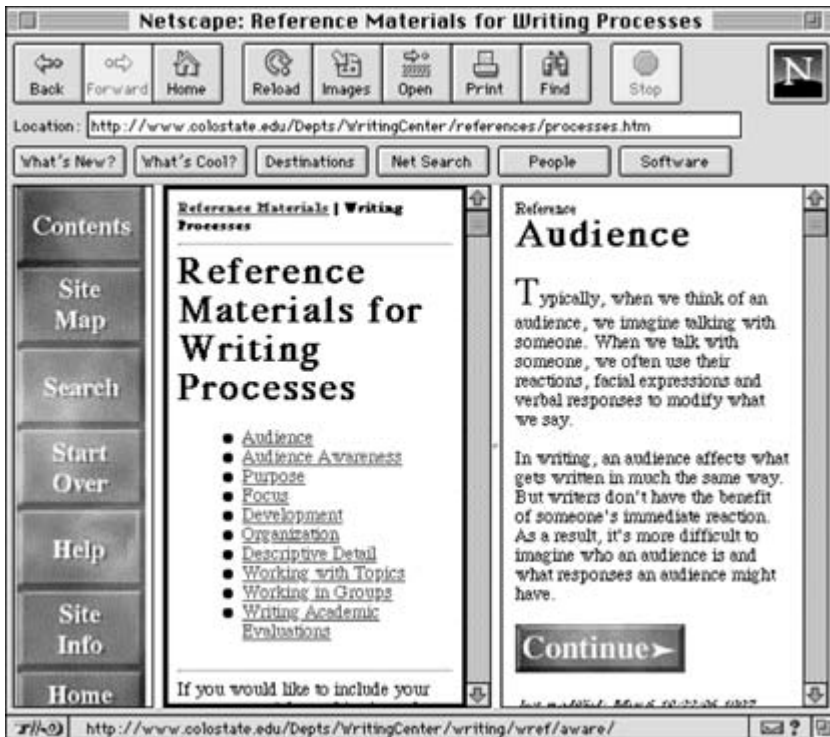 Netscape: Reference Materials for Writing Processes
Back Forward Home Reload Images Open Print Find Stop
N
Location: http://www.colostate.edu/Depts/WritingCenter/references/processes.htm
What's New? What's Cool? Destinations Net Search People Software
Contents
Site
Map
Search
Start
Over
Help
Site
Info
Home
Reference Materials | Writing
Processes
Reference
Materials for
Writing
Processes
Audience
Audience Awareness
Purpose
Focus
Development
Organization
Descriptive Detail
Working with Topics
Working in Groups
Writing Academic
Evaluations
If you would like to include your
Reference
Audience
Typically, when we think of an
audience, we imagine talking with
someone. When we talk with
someone, we often use their
reactions, facial expressions and
verbal responses to modify what
we say.
In writing, an audience affects what
gets written in much the same way.
But writers don't have the benefit
of someone's immediate reaction.
As a result, it's more difficult to
imagine who an audience is and
what responses an audience might
have.
Continue
http://www.colostate.edu/Depts/WritingCenter/writing/wref/aware/
?